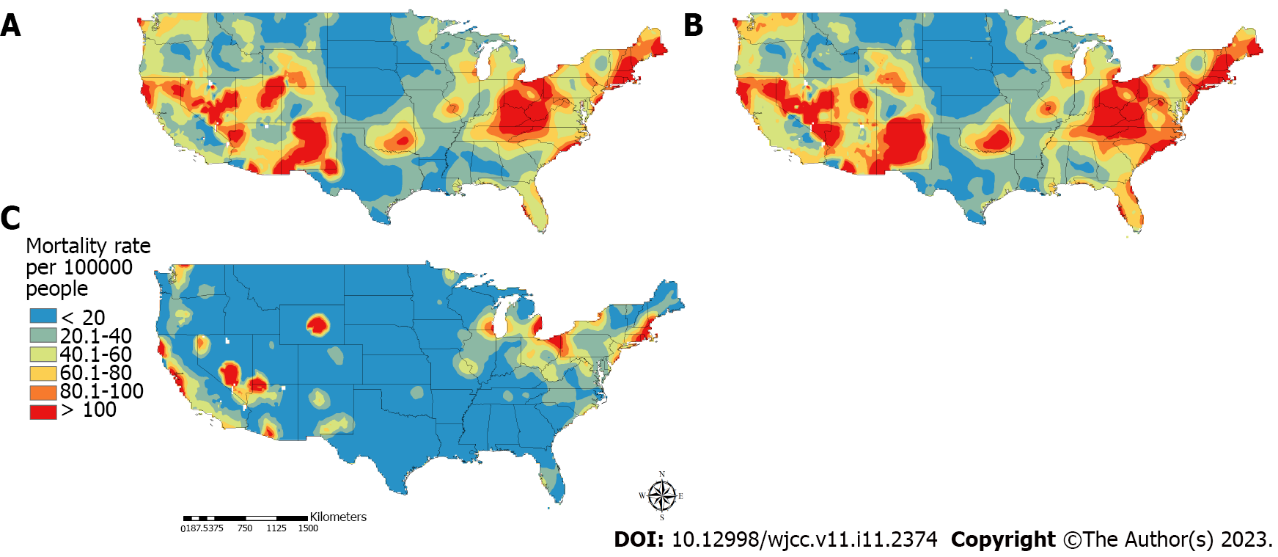 A
B
C
Mortality rate
per 100000
people
< 20
20.1-40
40.1-60
60.1-80
80.1-100
> 100
N
W E
S
Kilometers
0187.5375 750 1125 1500
DOI: 10.12998/wjcc.v11.i11.2374 Copyright ©The Author(s) 2023.